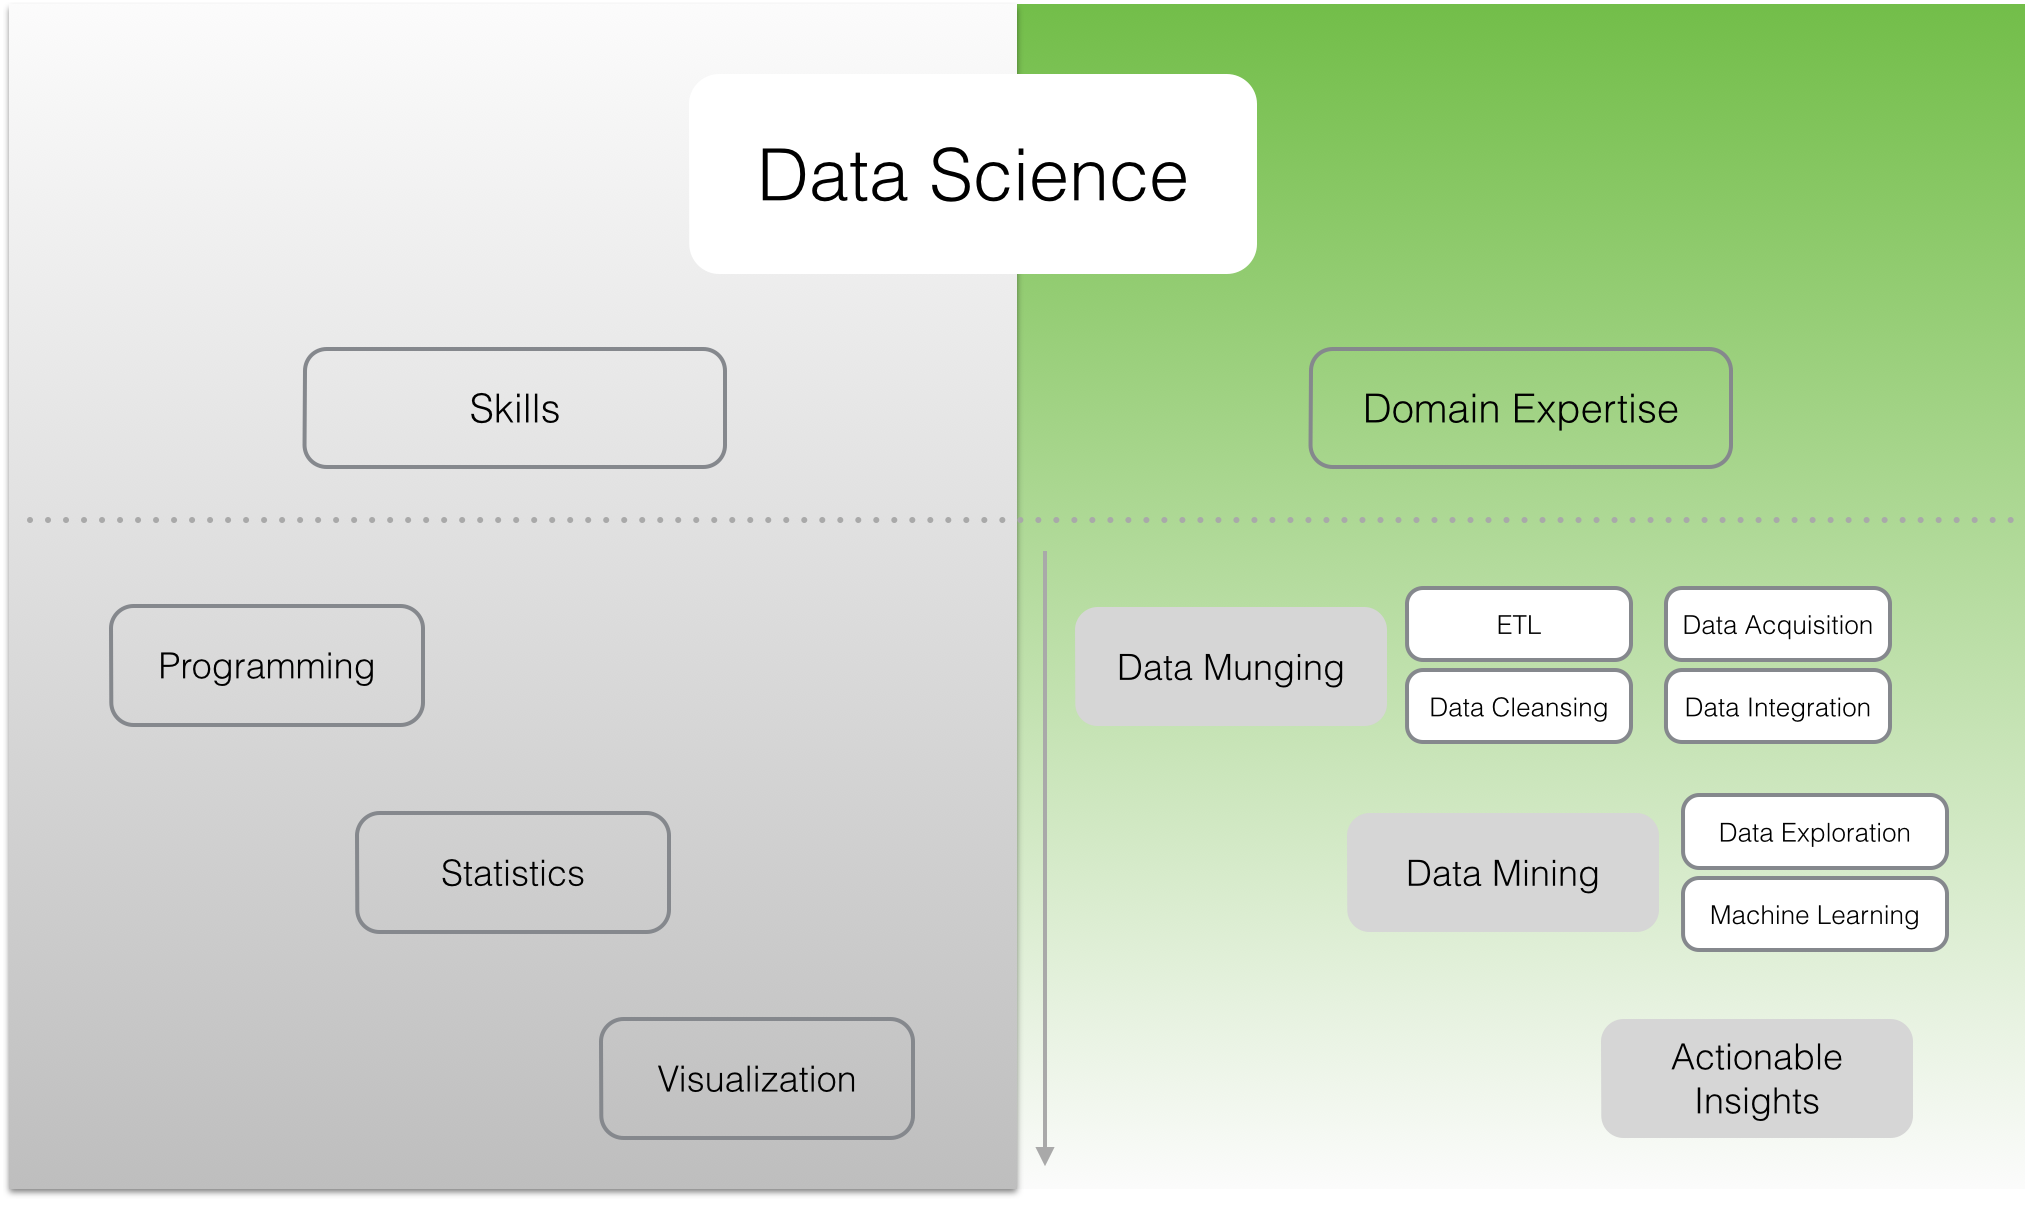 Data Science
Skills
Domain Expertise
Programming
Data Munging
ETL
Data Acquisition
Data Cleansing
Data Integration
Statistics
Data Mining
Data Exploration
Machine Learning
Visualization
Actionable
Insights